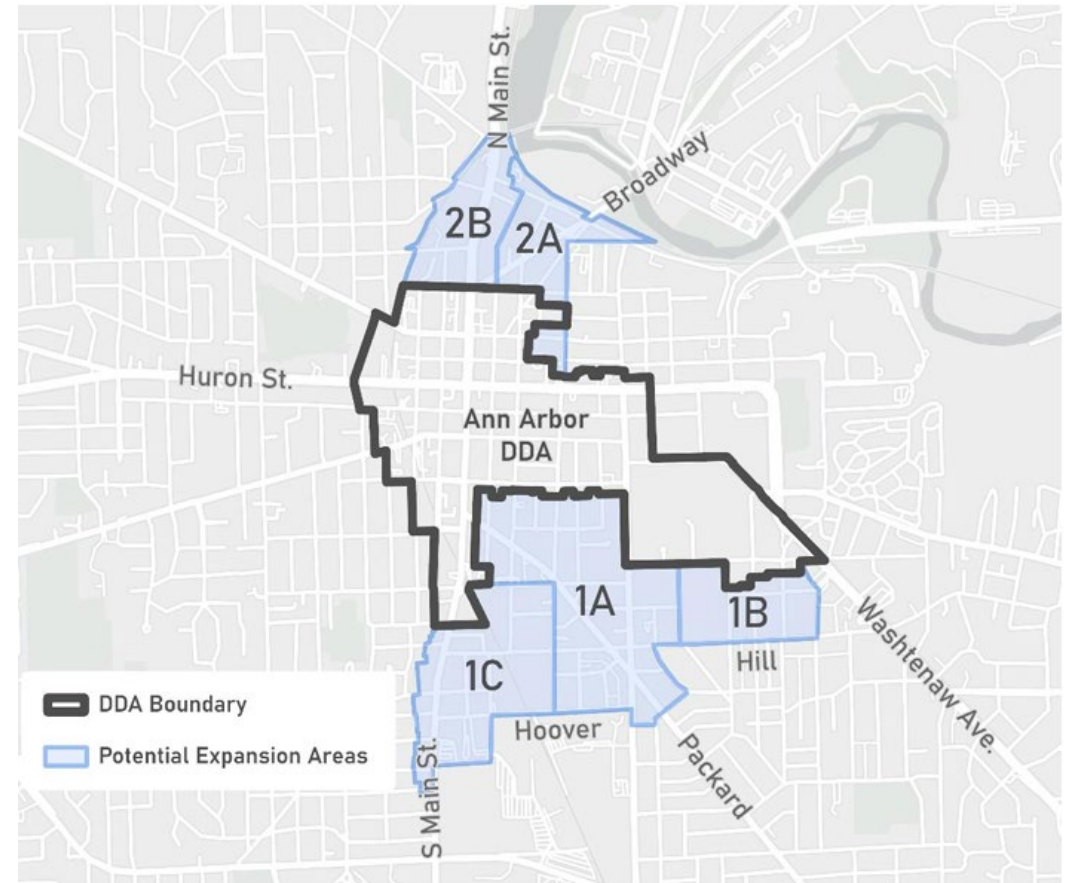 N Main St.
Broadway
2B
2A
Huron St.
Ann Arbor
DDA
1A
1B
1C
Hill
Washtenaw Ave.
Hoover
DDA Boundary
Potential Expansion Areas
S Main St.
Packard